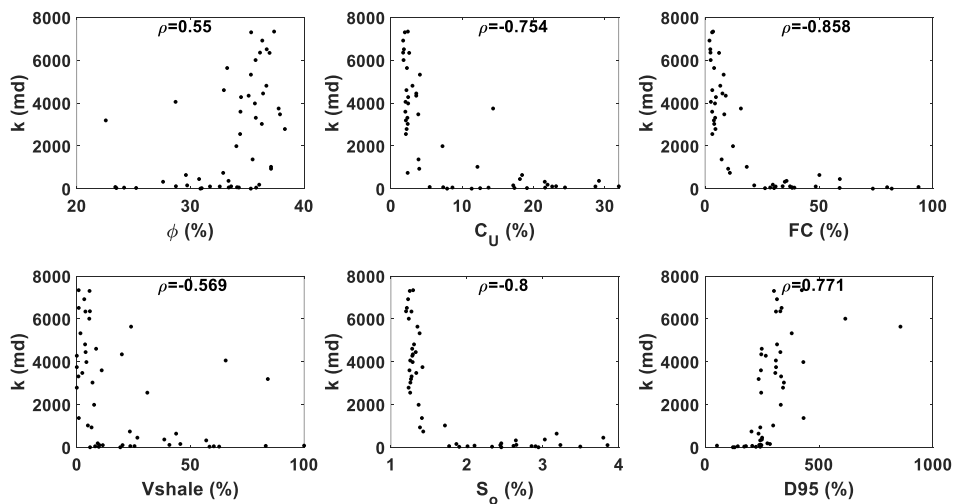 8000
6000
4000
2000
0
k (md)
ρ=0.55
20
30
40
ϕ (%)
8000
6000
4000
2000
0
k (md)
ρ=-0.754
0
10
20
30
C_U (%)
8000
6000
4000
2000
0
k (md)
ρ=-0.858
0
50
100
FC (%)
8000
6000
4000
2000
0
k (md)
ρ=-0.569
0
50
100
Vshale (%)
8000
6000
4000
2000
0
k (md)
ρ=-0.8
1
2
3
4
S_o (%)
8000
6000
4000
2000
0
k (md)
ρ=0.771
0
500
1000
D95 (%)